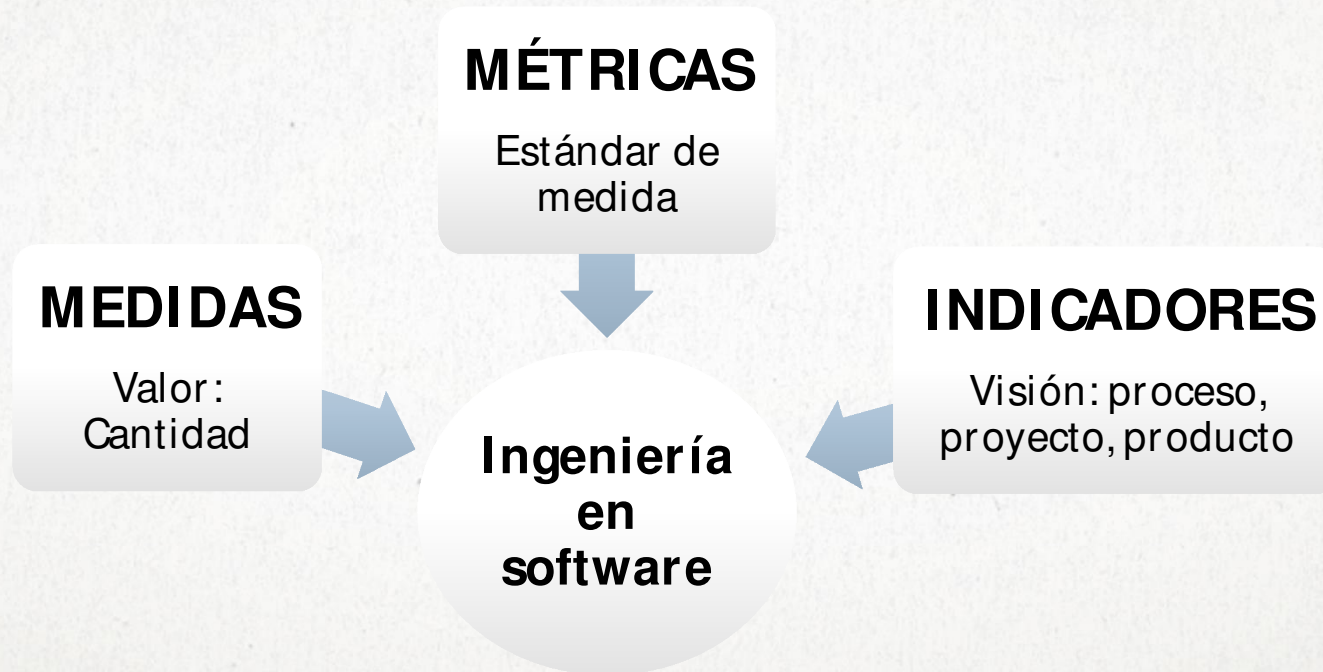 MÉTRICAS
Estándar de
medida
MEDIDAS
Valor:
Cantidad
INDICADORES
Visión: proceso,
proyecto, producto
Ingeniería
en
software